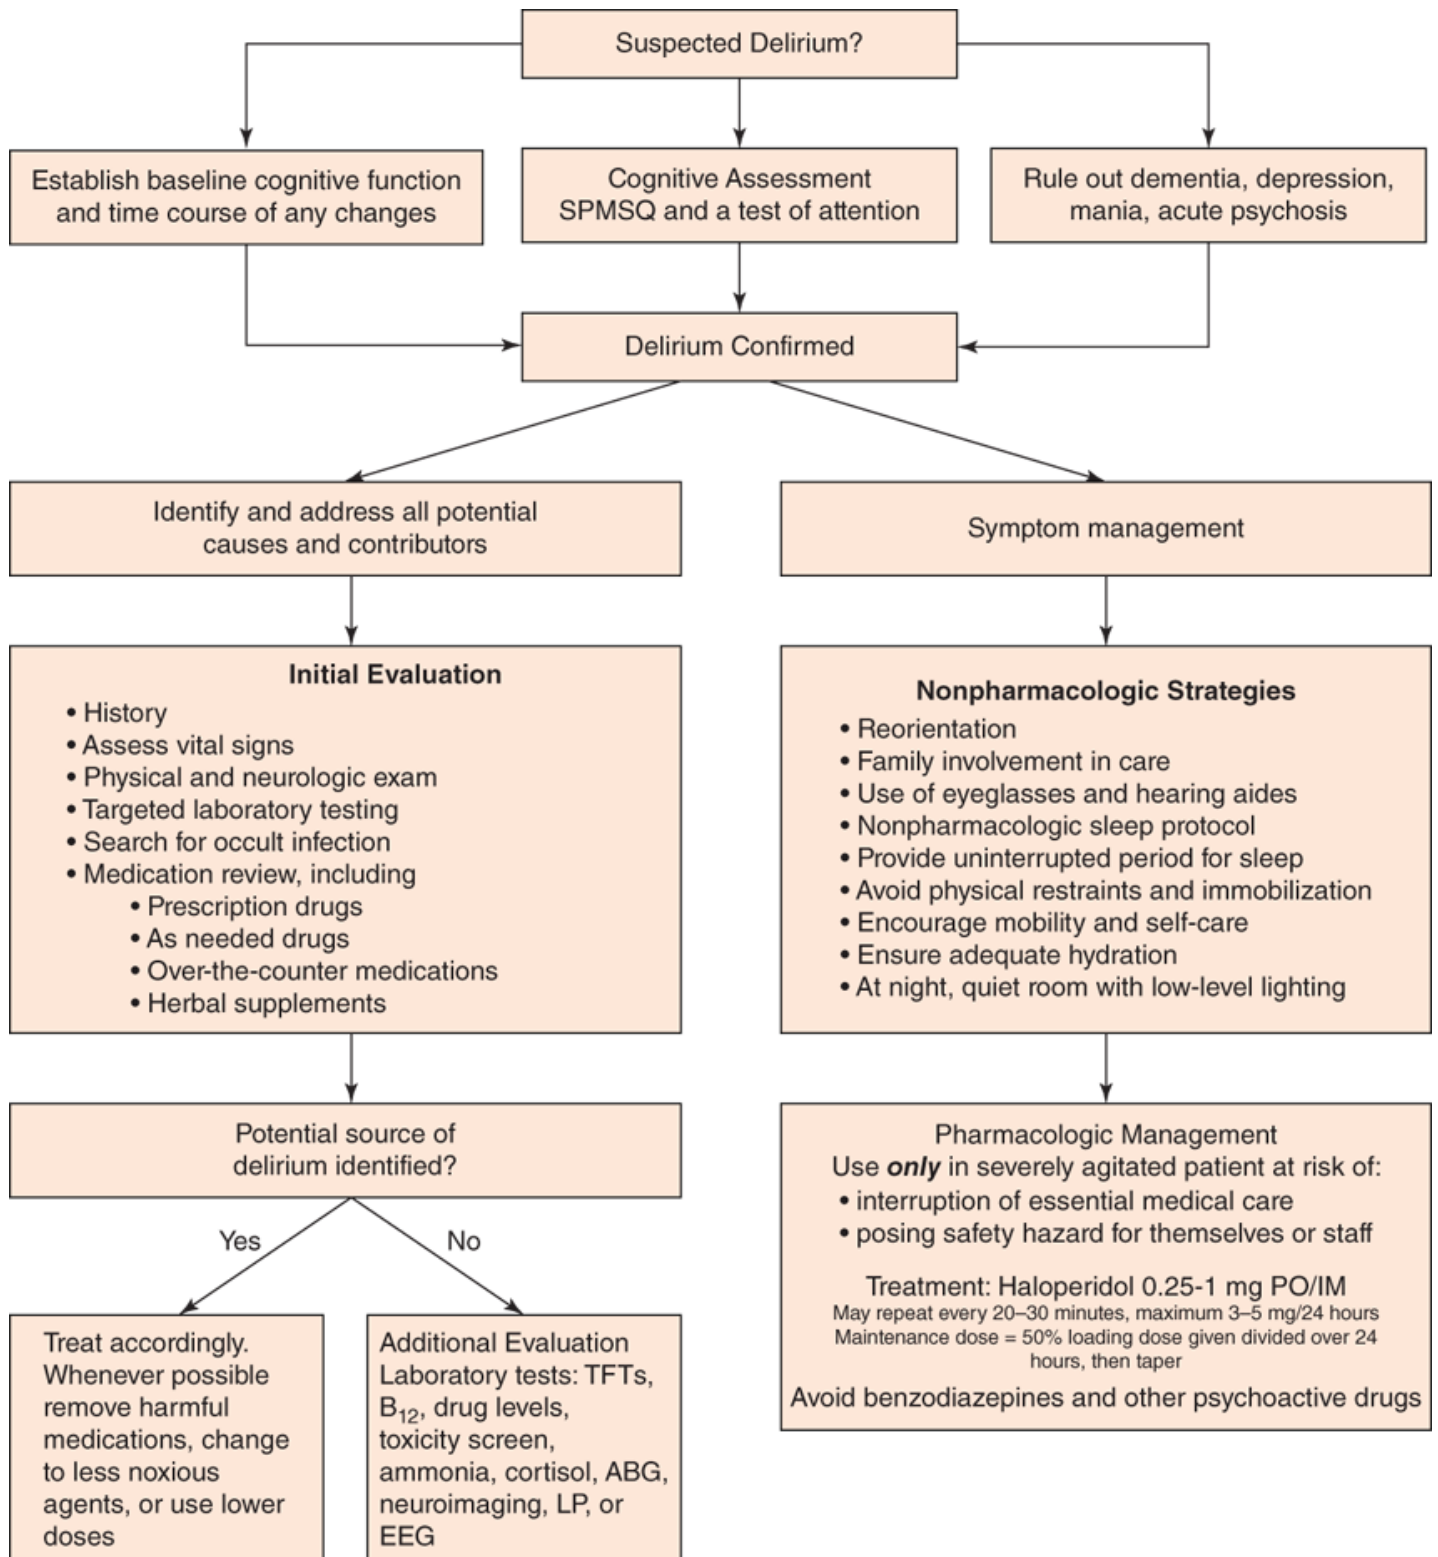 Suspected Delirium?
Establish baseline cognitive function
and time course of any changes
Cognitive Assessment
SPMSQ and a test of attention
Rule out dementia, depression,
mania, acute psychosis
Delirium Confirmed
Identify and address all potential
causes and contributors
Symptom management
Initial Evaluation
• History
• Assess vital signs
• Physical and neurologic exam
• Targeted laboratory testing
• Search for occult infection
• Medication review, including
• Prescription drugs
• As needed drugs
• Over-the-counter medications
• Herbal supplements
Nonpharmacologic Strategies
• Reorientation
• Family involvement in care
• Use of eyeglasses and hearing aides
• Nonpharmacologic sleep protocol
• Provide uninterrupted period for sleep
• Avoid physical restraints and immobilization
• Encourage mobility and self-care
• Ensure adequate hydration
• At night, quiet room with low-level lighting
Potential source of
delirium identified?
Yes
No
Treat accordingly.
Whenever possible
remove harmful
medications, change
to less noxious
agents, or use lower
doses
Additional Evaluation
Laboratory tests: TFTs,
B₁₂, drug levels,
toxicity screen,
ammonia, cortisol, ABG,
neuroimaging, LP, or
EEG
Pharmacologic Management
Use only in severely agitated patient at risk of:
• interruption of essential medical care
• posing safety hazard for themselves or staff
Treatment: Haloperidol 0.25-1 mg PO/IM
May repeat every 20–30 minutes, maximum 3–5 mg/24 hours
Maintenance dose = 50% loading dose given divided over 24
hours, then taper
Avoid benzodiazepines and other psychoactive drugs